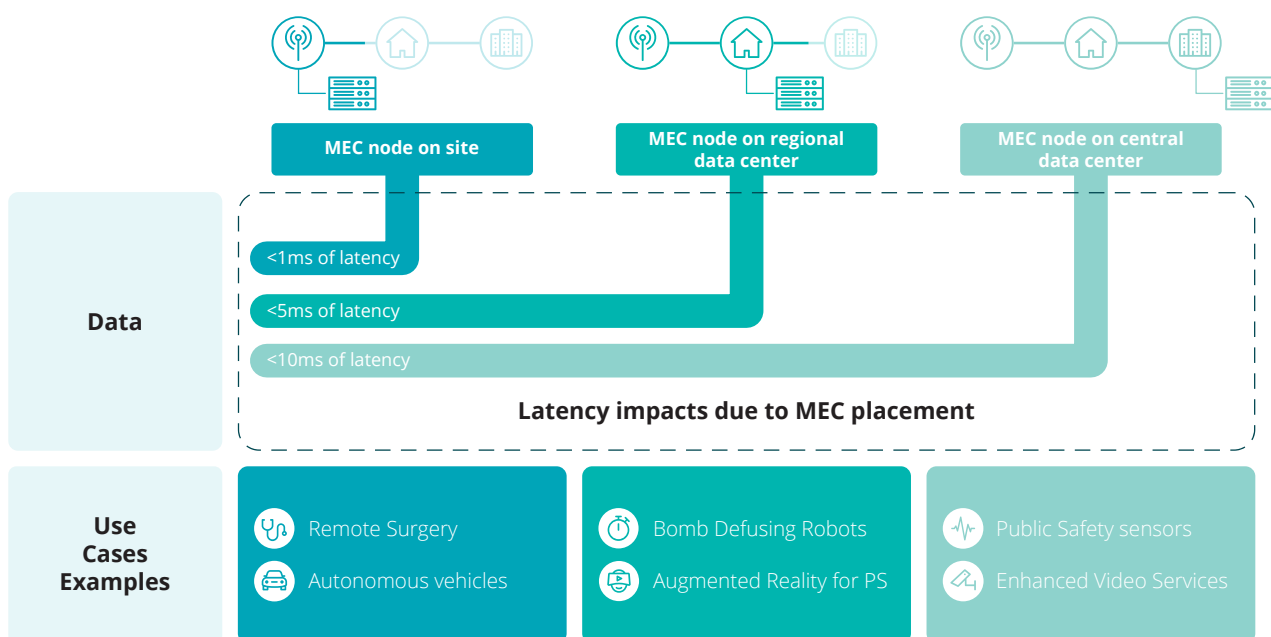 MEC node on site
MEC node on regional
data center
MEC node on central
data center
Data
<1ms of latency
<5ms of latency
<10ms of latency
Latency impacts due to MEC placement
Use
Cases
Examples
Remote Surgery
Autonomous vehicles
Bomb Defusing Robots
Augmented Reality for PS
Public Safety sensors
Enhanced Video Services